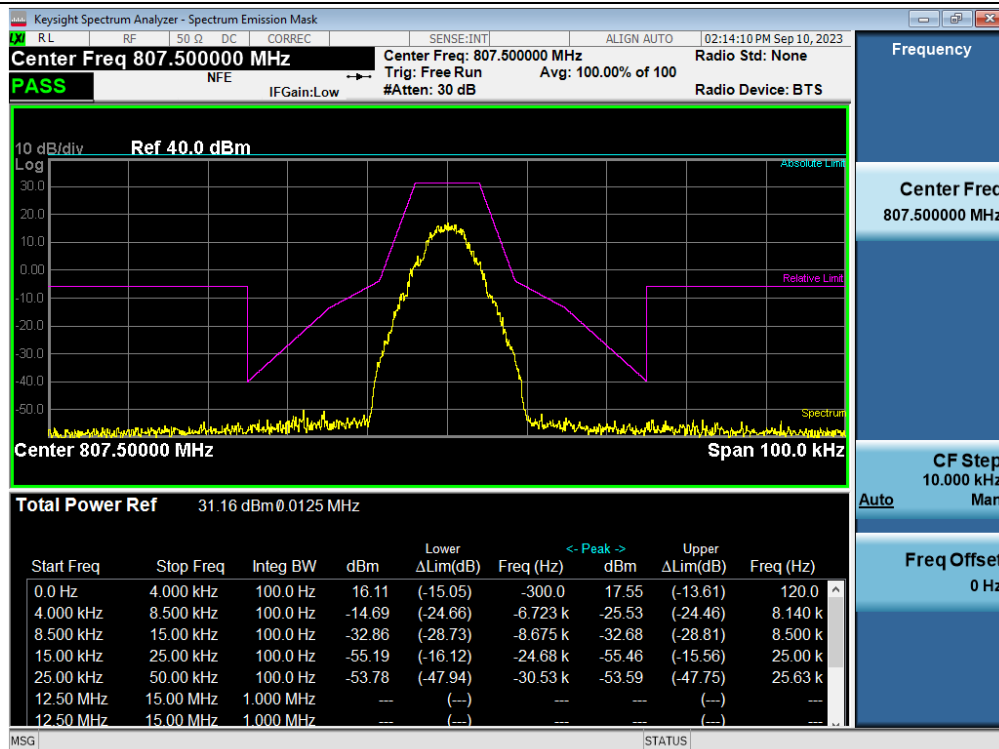 Keysight Spectrum Analyzer - Spectrum Emission Mask
LXI RL RF 50 Ω DC CORREC SENSE:INT ALIGN AUTO 02:14:10 PM Sep 10, 2023
Center Freq 807.500000 MHz
NFE
PASS
IFGain:Low
Center Freq: 807.500000 MHz
Trig: Free Run Avg: 100.00% of 100
#Atten: 30 dB
Radio Std: None
Radio Device: BTS
Frequency
10 dB/div Ref 40.0 dBm
Log
Absolute Limit
30.0
20.0
10.0
0.00
Relative Limit
-10.0
-20.0
-30.0
-40.0
-50.0
Spectrum
Center 807.50000 MHz Span 100.0 kHz
Center Freq
807.500000 MHz
CF Step
10.000 kHz
Auto Man
Freq Offset
0 Hz
Total Power Ref 31.16 dBm/0.0125 MHz
Lower <- Peak -> Upper
Start Freq Stop Freq Integ BW dBm ΔLim(dB) Freq (Hz) dBm ΔLim(dB) Freq (Hz)
0.0 Hz 4.000 kHz 100.0 Hz 16.11 (-15.05) -300.0 17.55 (-13.61) 120.0
4.000 kHz 8.500 kHz 100.0 Hz -14.69 (-24.66) -6.723 k -25.53 (-24.46) 8.140 k
8.500 kHz 15.00 kHz 100.0 Hz -32.86 (-28.73) -8.675 k -32.68 (-28.81) 8.500 k
15.00 kHz 25.00 kHz 100.0 Hz -55.19 (-16.12) -24.68 k -55.46 (-15.56) 25.00 k
25.00 kHz 50.00 kHz 100.0 Hz -53.78 (-47.94) -30.53 k -53.59 (-47.75) 25.63 k
12.50 MHz 15.00 MHz 1.000 MHz --- (---) --- --- (---) ---
12.50 MHz 15.00 MHz 1.000 MHz --- (---) --- --- (---) ---
MSG STATUS